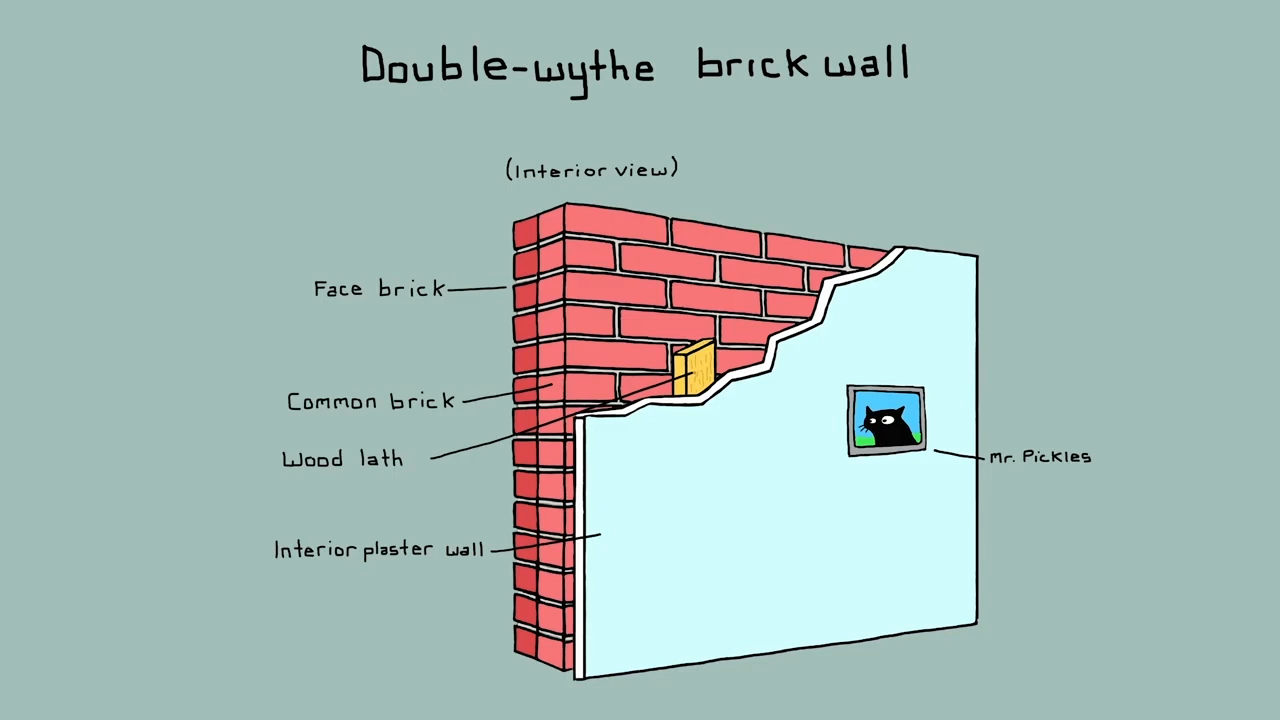 Double-wythe brick wall
(Interior view)
Face brick
Common brick
Wood lath
Mr. Pickles
Interior plaster wall